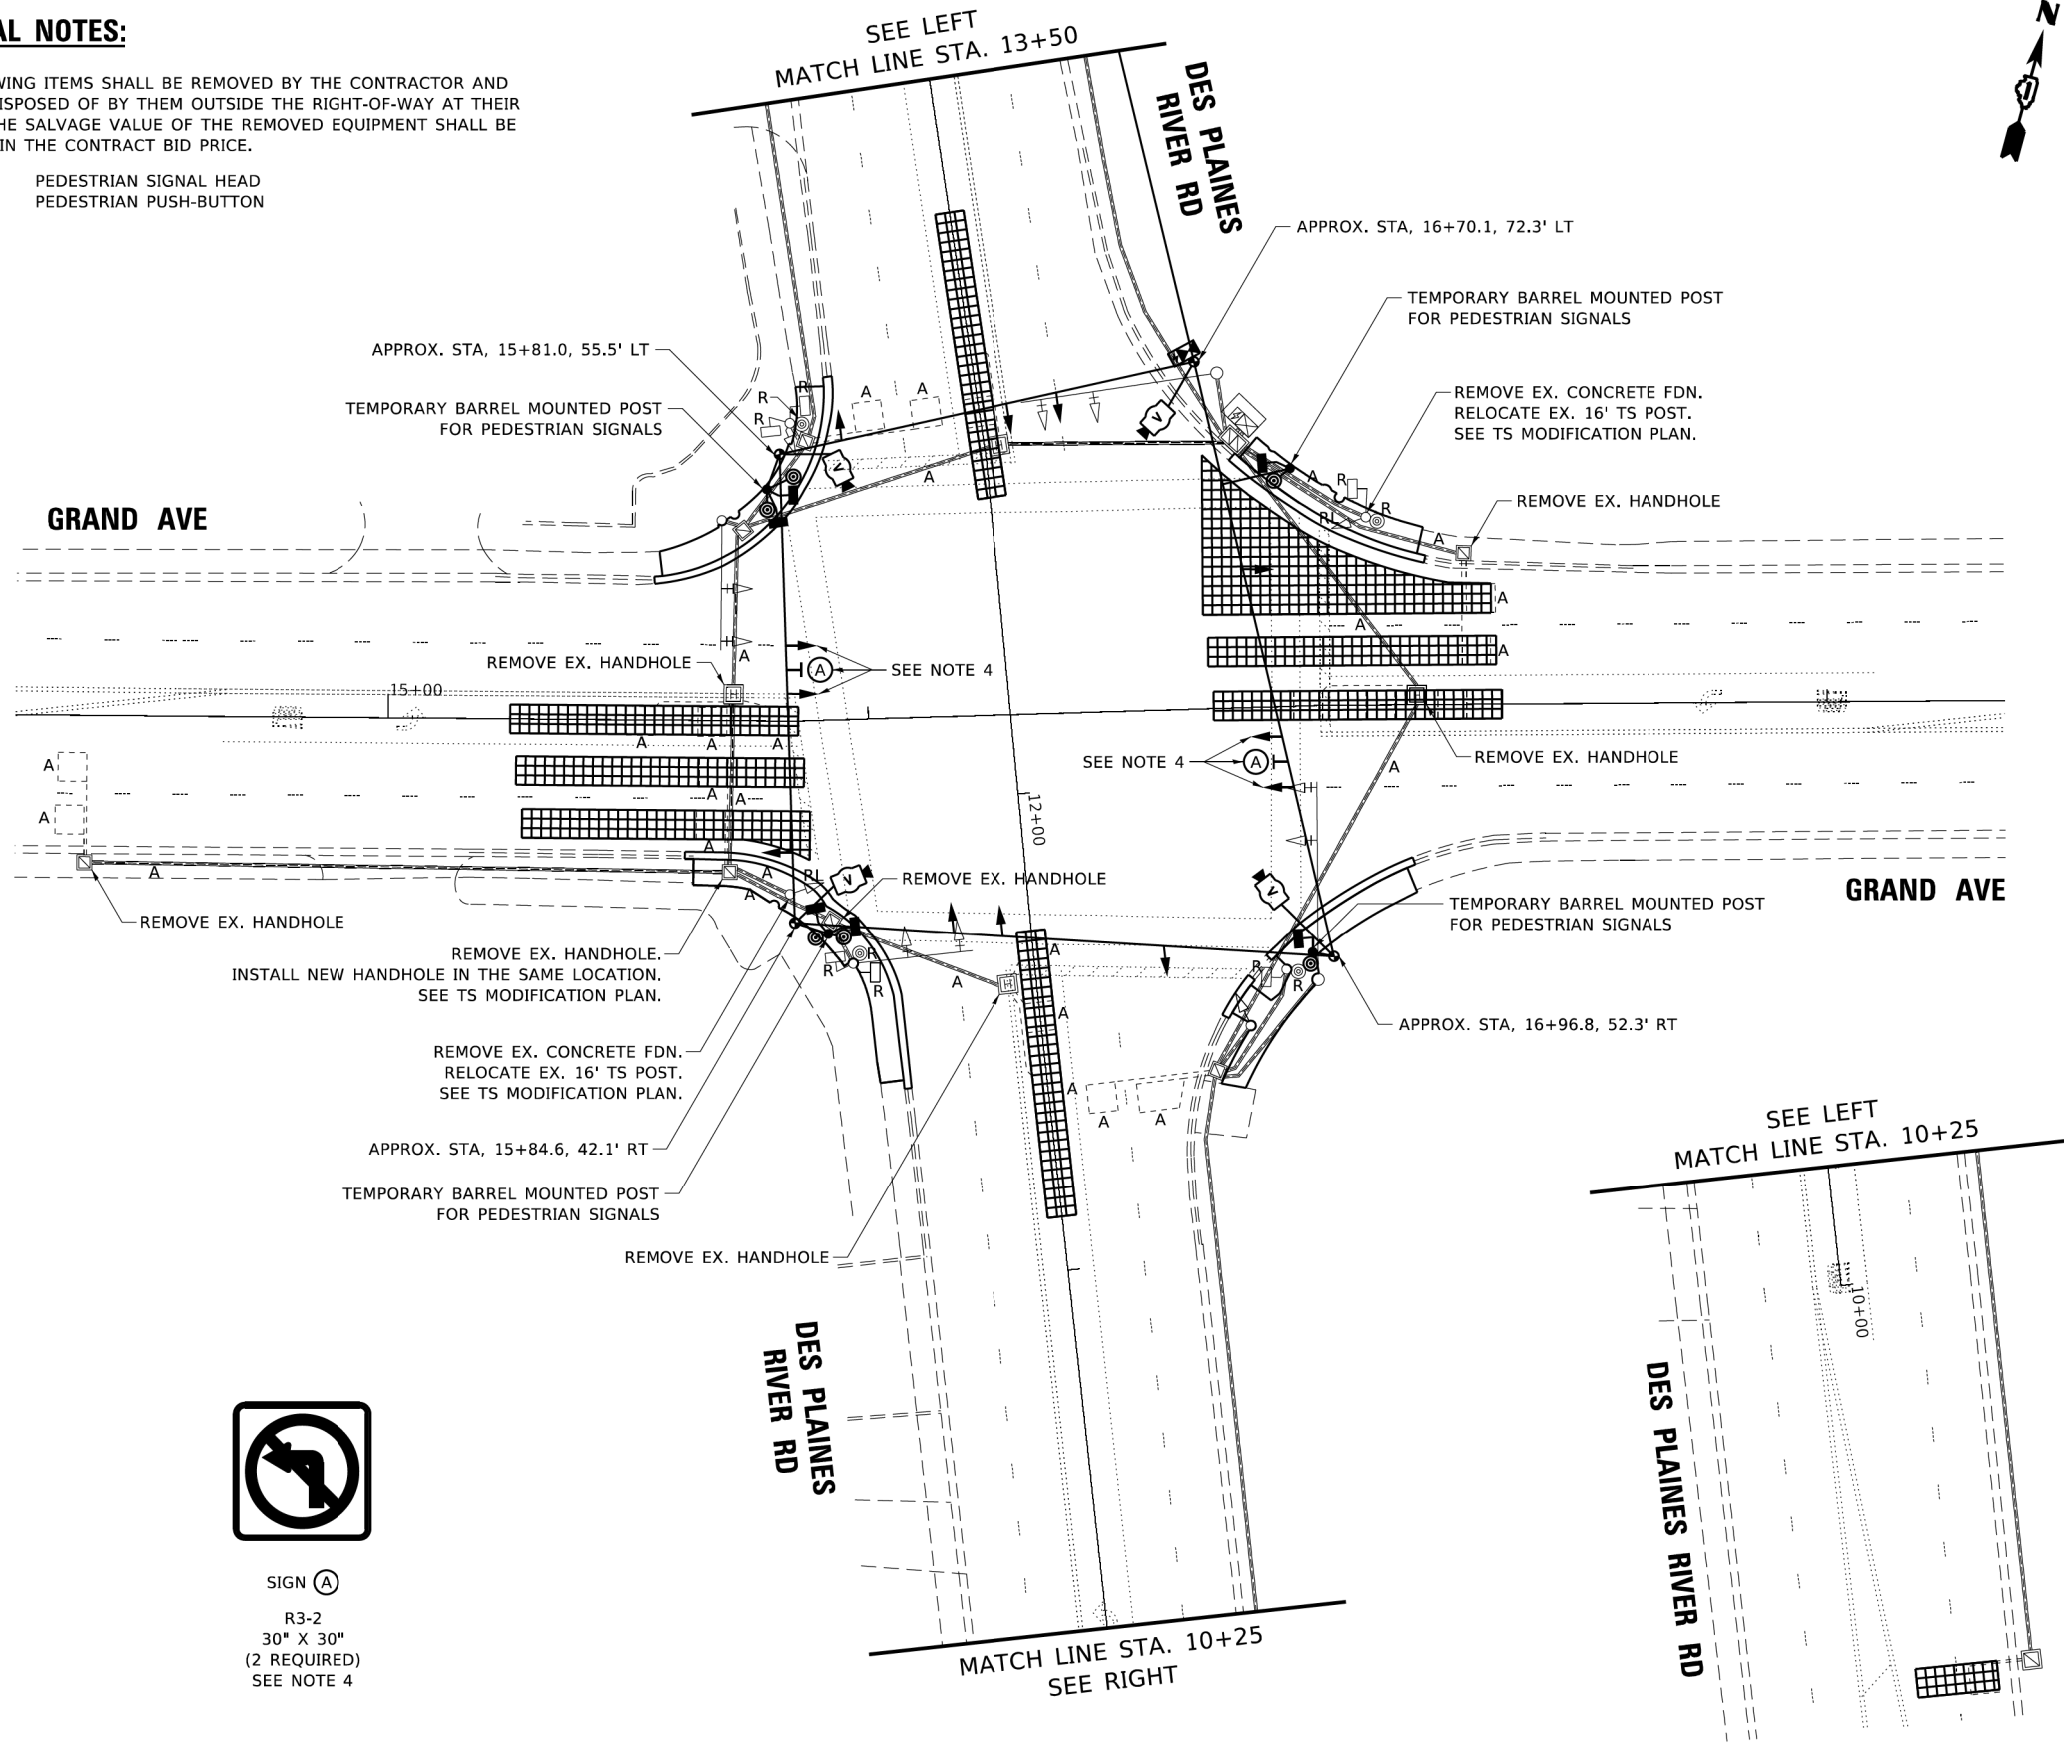 AL NOTES:
WING ITEMS SHALL BE REMOVED BY THE CONTRACTOR AND
ISPOSED OF BY THEM OUTSIDE THE RIGHT-OF-WAY AT THEIR
HE SALVAGE VALUE OF THE REMOVED EQUIPMENT SHALL BE
IN THE CONTRACT BID PRICE.
PEDESTRIAN SIGNAL HEAD
PEDESTRIAN PUSH-BUTTON
SEE LEFT
MATCH LINE STA. 13+50
N
DES PLAINES
RIVER RD
APPROX. STA, 16+70.1, 72.3' LT
TEMPORARY BARREL MOUNTED POST
FOR PEDESTRIAN SIGNALS
APPROX. STA, 15+81.0, 55.5' LT
TEMPORARY BARREL MOUNTED POST
FOR PEDESTRIAN SIGNALS
R
R
R
A
A
V
V
A
REMOVE EX. CONCRETE FDN.
RELOCATE EX. 16' TS POST.
SEE TS MODIFICATION PLAN.
A
R
R
RL
A
REMOVE EX. HANDHOLE
GRAND AVE
A
A
A
REMOVE EX. HANDHOLE
H
A
A
SEE NOTE 4
15+00
H
A
A
A
SEE NOTE 4
A
A
REMOVE EX. HANDHOLE
A
A
A
A
A
12+00
A
REMOVE EX. HANDHOLE
A
A
RL
V
REMOVE EX. HANDHOLE
V
GRAND AVE
TEMPORARY BARREL MOUNTED POST
FOR PEDESTRIAN SIGNALS
REMOVE EX. HANDHOLE.
INSTALL NEW HANDHOLE IN THE SAME LOCATION.
SEE TS MODIFICATION PLAN.
R
R
R
A
H
A
A
R
R
APPROX. STA, 16+96.8, 52.3' RT
REMOVE EX. CONCRETE FDN.
RELOCATE EX. 16' TS POST.
SEE TS MODIFICATION PLAN.
A
A
A
APPROX. STA, 15+84.6, 42.1' RT
TEMPORARY BARREL MOUNTED POST
FOR PEDESTRIAN SIGNALS
REMOVE EX. HANDHOLE
SEE LEFT
MATCH LINE STA. 10+25
10+00
DES PLAINES
RIVER RD
DES PLAINES RIVER RD
MATCH LINE STA. 10+25
SEE RIGHT
SIGN A
R3-2
30" X 30"
(2 REQUIRED)
SEE NOTE 4